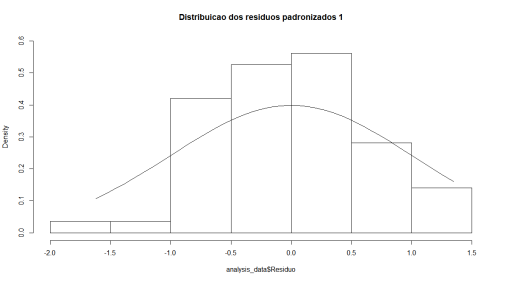 Distribuicao dos residuos padronizados 1
Density
0.6
0.5
0.4
0.3
0.2
0.1
0.0
-2.0 -1.5 -1.0 -0.5 0.0 0.5 1.0 1.5
analysis_data$Residuo